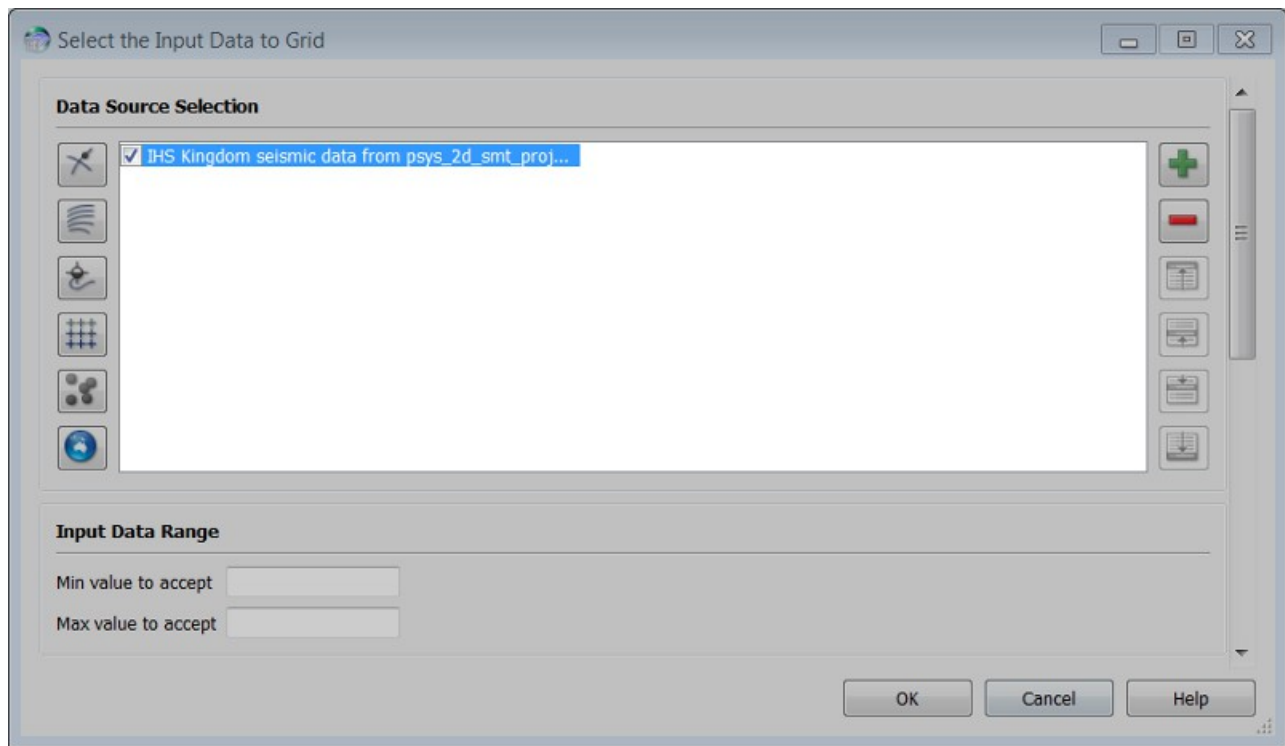 Select the Input Data to Grid
Data Source Selection
IHS Kingdom seismic data from psys_2d_smt_proj...
Input Data Range
Min value to accept
Max value to accept
OK Cancel Help